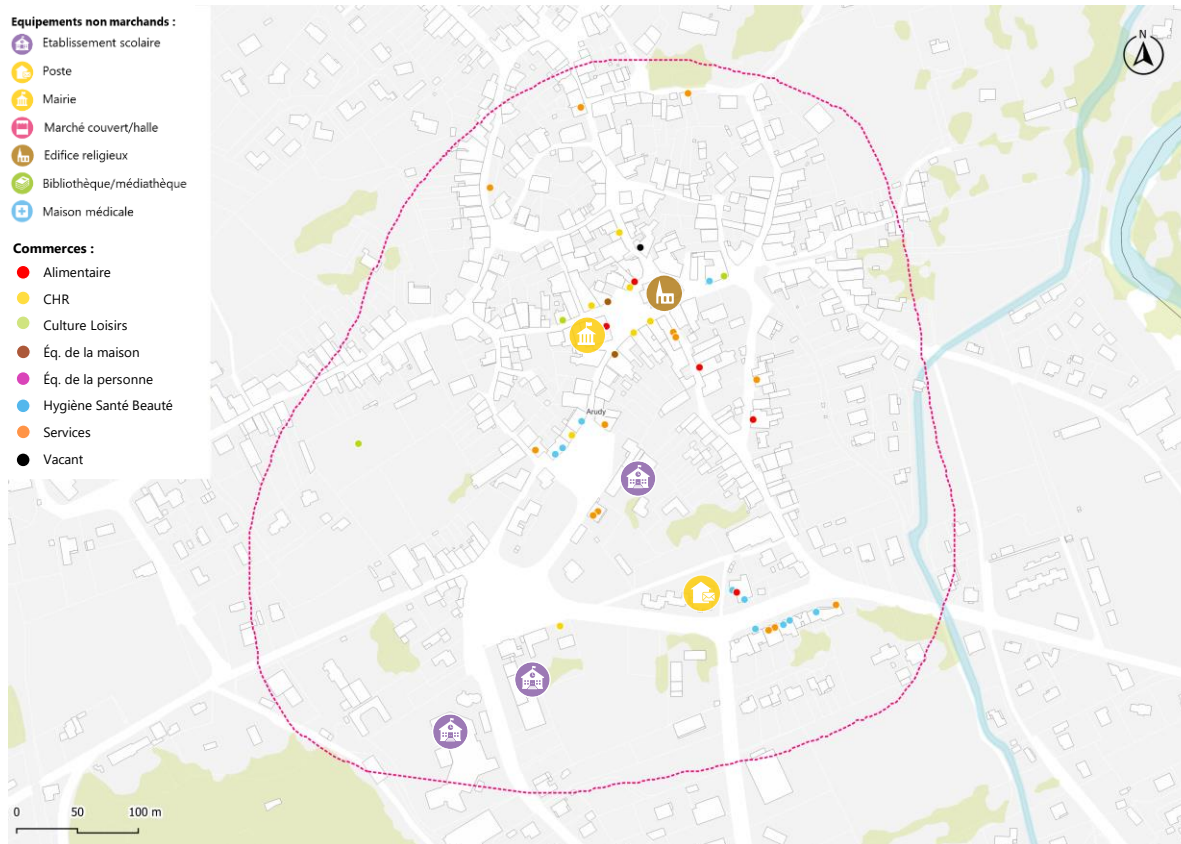 Equipements non marchands :
Etablissement scolaire
Poste
Mairie
Marché couvert/halle
Edifice religieux
Bibliothèque/médiathèque
Maison médicale
Commerces :
Alimentaire
CHR
Culture Loisirs
Éq. de la maison
Éq. de la personne
Hygiène Santé Beauté
Services
Vacant
N
Arudy
0 50 100 m